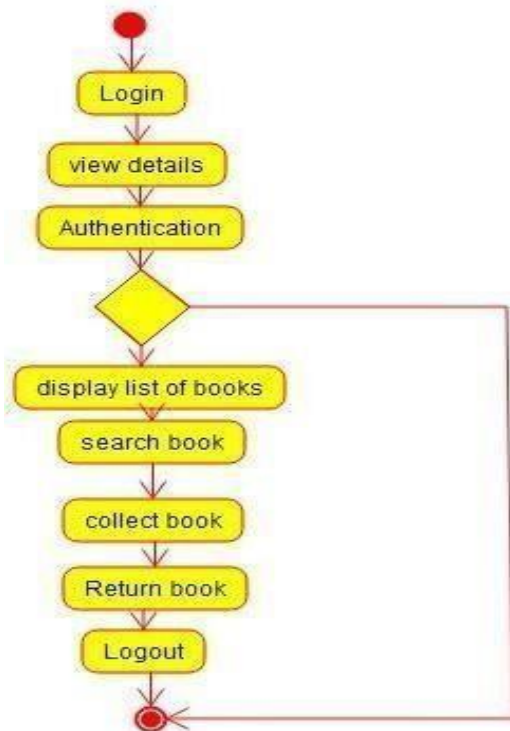 Login
view details
Authentication
display list of books
search book
collect book
Return book
Logout